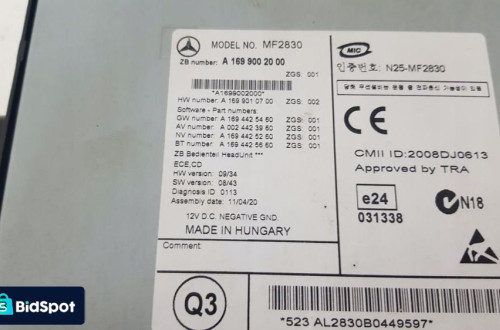 MODEL NO. MF2830
ZB number: A 169 900 20 00 ZGS: 001
*A1699002000*
HW number: A 169 901 07 00 ZGS: 002
Software - Part numbers:
GW number: A 169 442 54 60 ZGS: 001
AV number: A 002 442 39 60 ZGS: 001
NV number: A 169 442 52 60 ZGS: 001
BT number: A 169 442 56 60 ZGS: 001
ZB Bedienteil HeadUnit ***
ECE,CD
HW version: 09/34
SW version: 08/43
Diagnosis ID 0113
Assembly date: 11/04/20
12V D.C. NEGATIVE GND.
MADE IN HUNGARY
Comment:
MIC
인증번호: N25-MF2830
CE
CMII ID:2008DJ0613
Approved by TRA
e24
031338
N18
Q3
*523 AL2830B0449597*
BidSpot